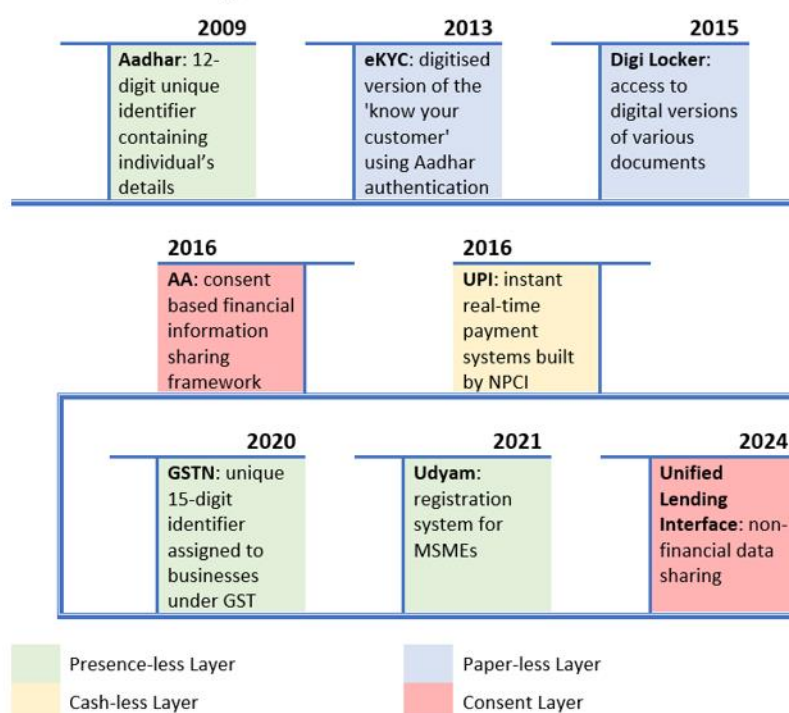 2009
Aadhar: 12-
digit unique
identifier
containing
individual's
details
2013
eKYC: digitised
version of the
'know your
customer'
using Aadhar
authentication
2015
Digi Locker:
access to
digital versions
of various
documents
2016
AA: consent
based financial
information
sharing
framework
2016
UPI: instant
real-time
payment
systems built
by NPCI
2020
GSTN: unique
15-digit
identifier
assigned to
businesses
under GST
2021
Udyam:
registration
system for
MSMEs
2024
Unified
Lending
Interface: non-
financial data
sharing
Presence-less Layer
Paper-less Layer
Cash-less Layer
Consent Layer